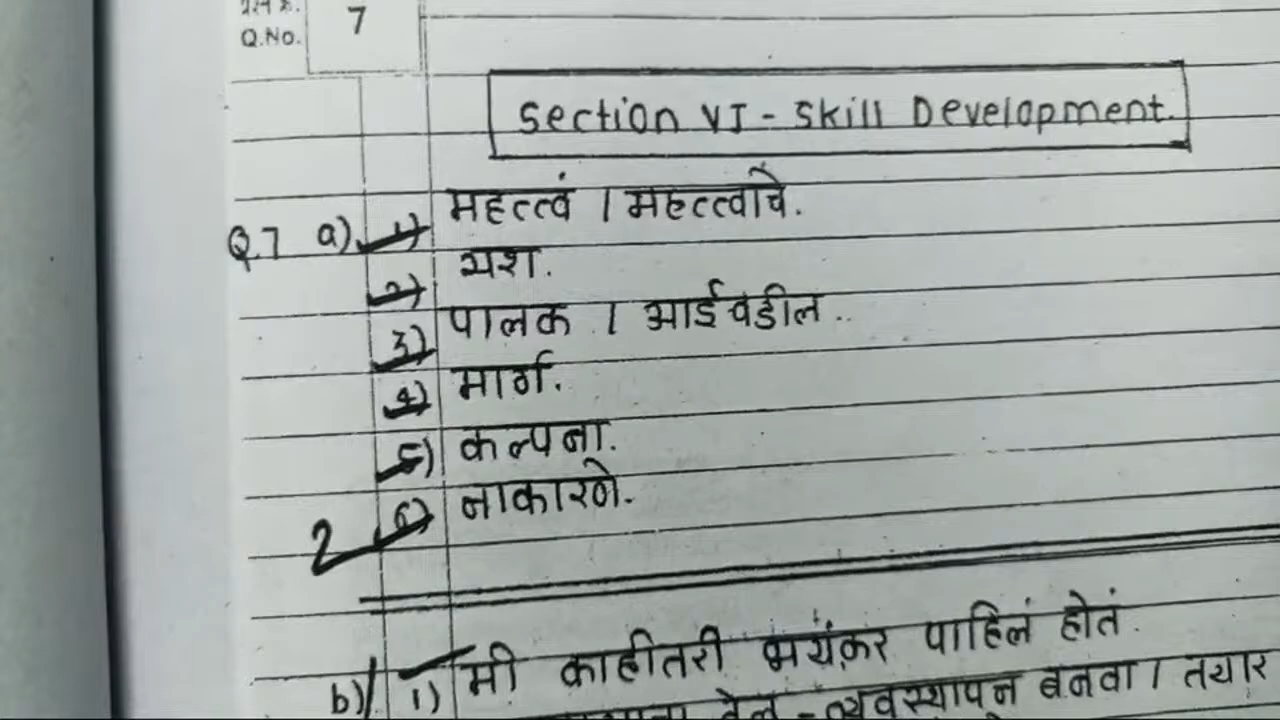 प्रश्न क्र.
Q.No. 7
Section VI - Skill Development.
Q.7 a) 1) महत्त्वं / महत्त्वाचे.
2) यश.
3) पालक / आईवडील..
4) मार्ग.
5) कल्पना.
6) नाकारणे.
2
b) 1) मी काहीतरी भयंकर पाहिलं होतं.
वेळ - व्यवस्थापन बनवा / तयार